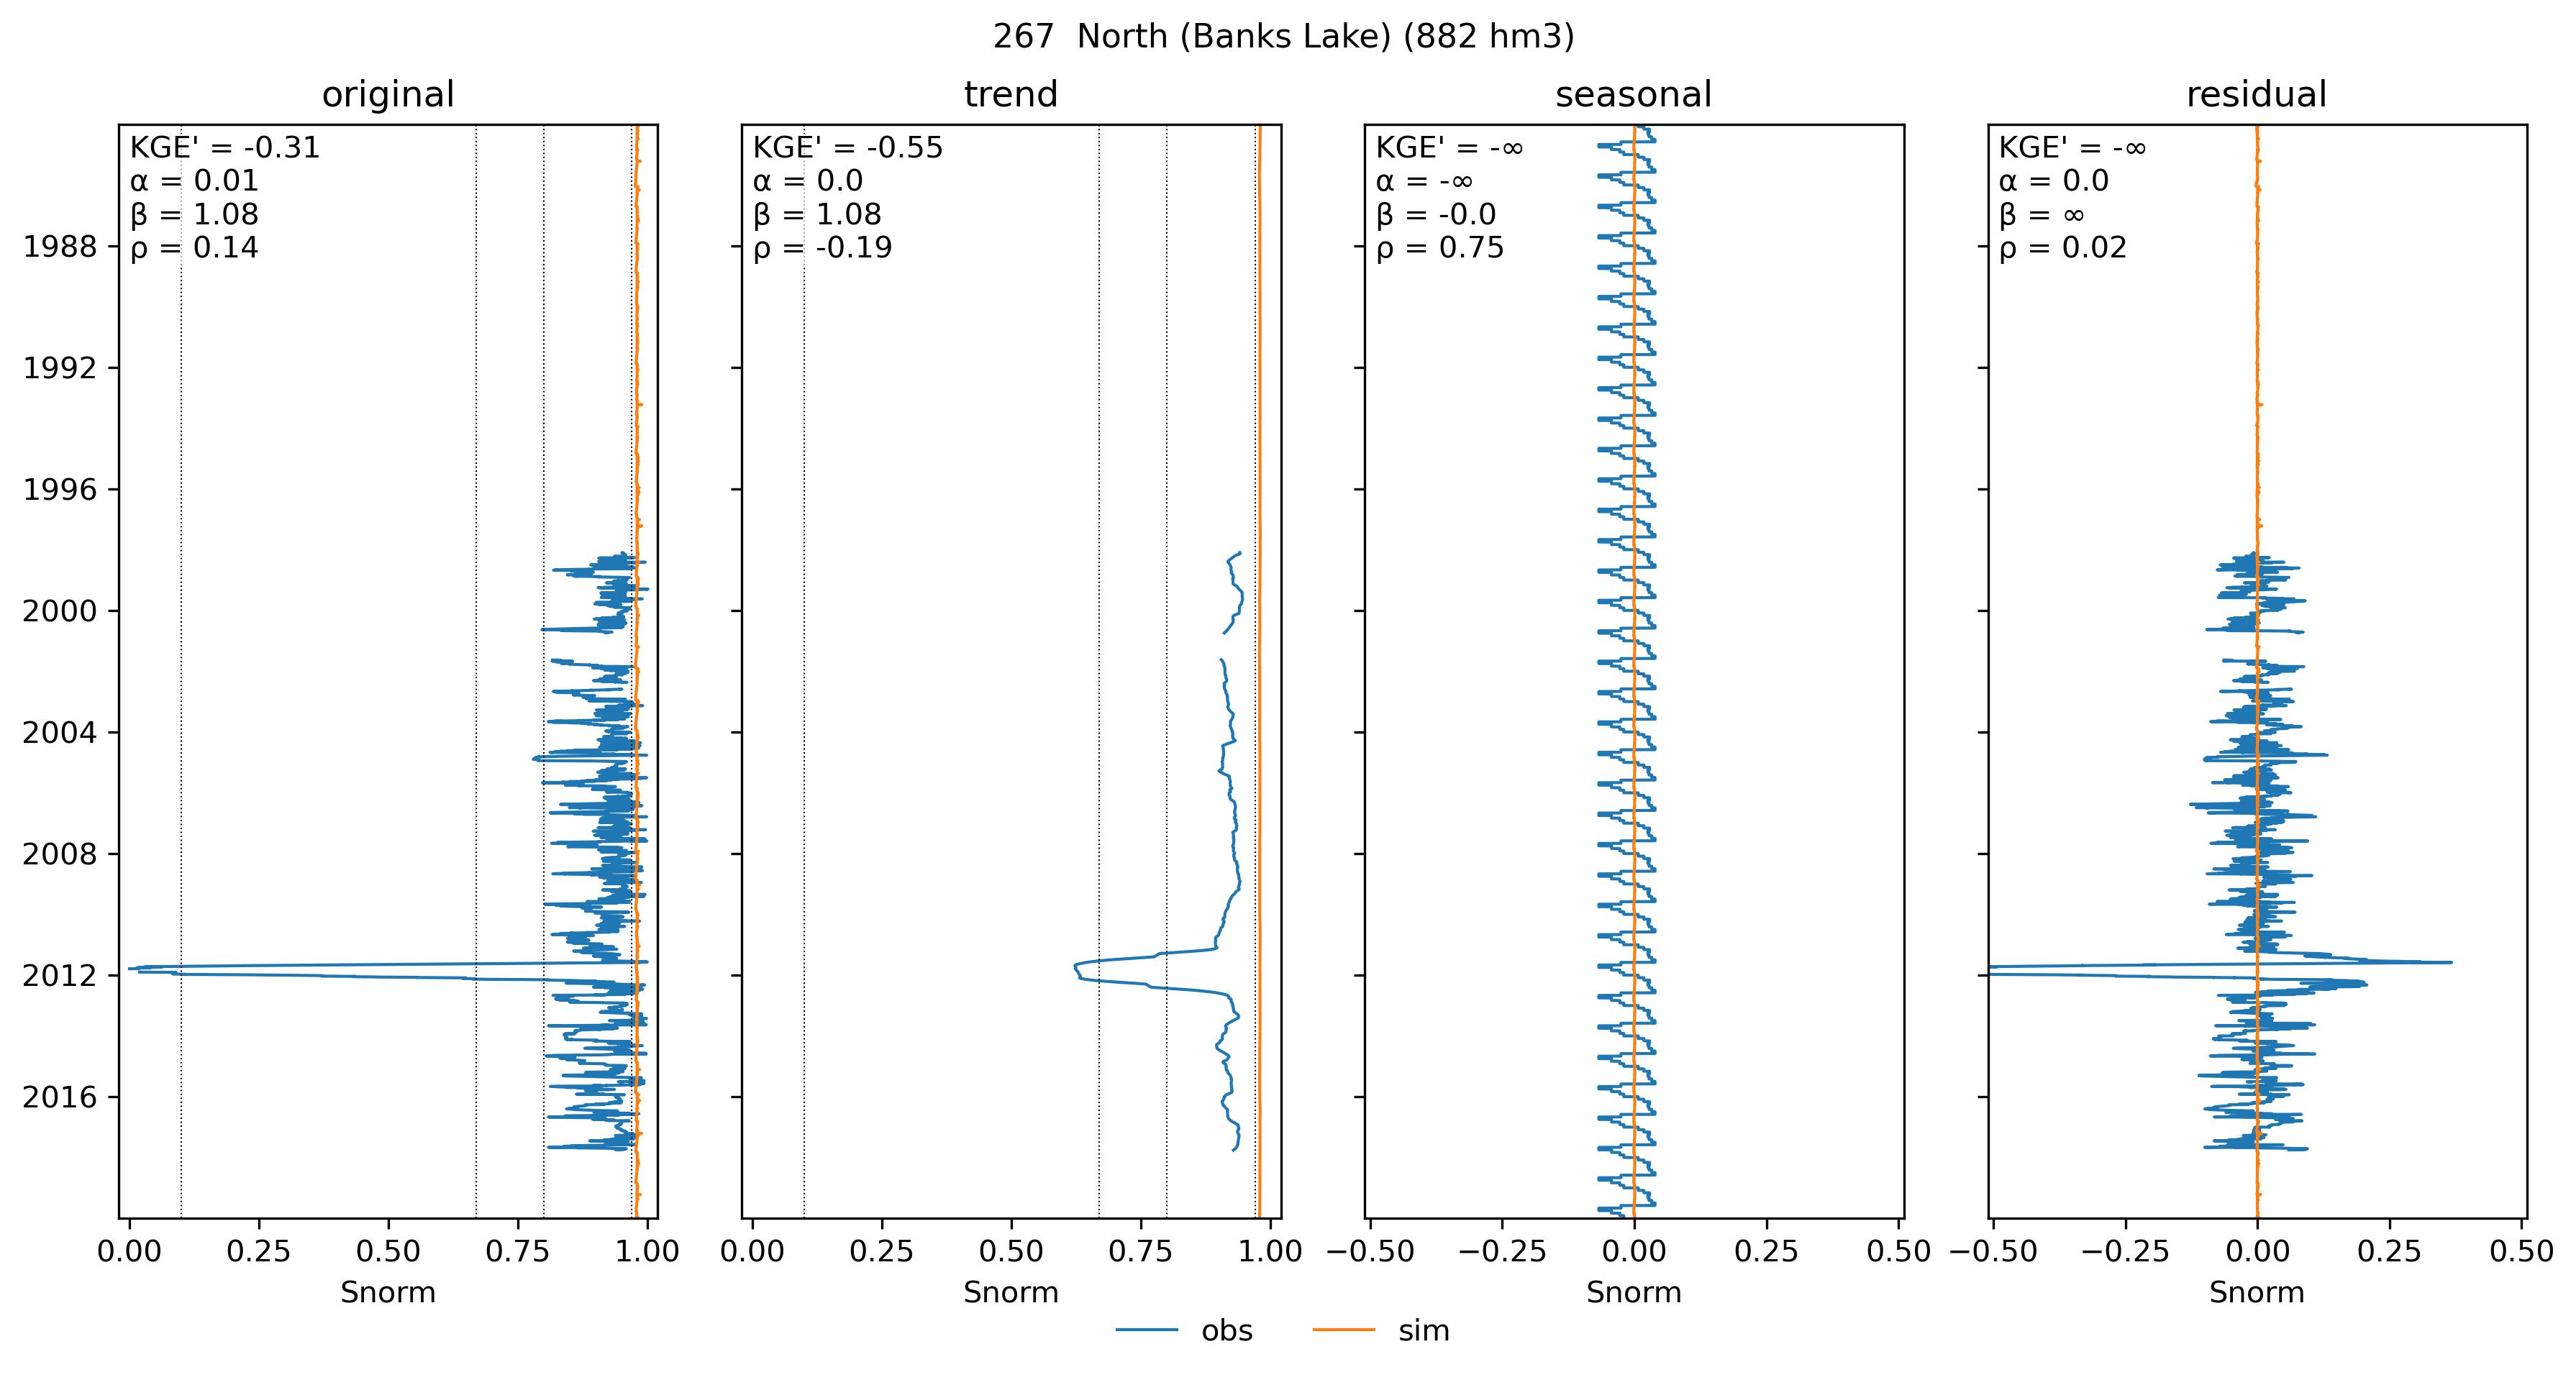 267  North (Banks Lake) (882 hm3)
original
trend
seasonal
residual
KGE' = -0.31
α = 0.01
β = 1.08
ρ = 0.14
KGE' = -0.55
α = 0.0
β = 1.08
ρ = -0.19
KGE' = -∞
α = -∞
β = -0.0
ρ = 0.75
KGE' = -∞
α = 0.0
β = ∞
ρ = 0.02
1988
1992
1996
2000
2004
2008
2012
2016
0.00 0.25 0.50 0.75 1.00
0.00 0.25 0.50 0.75 1.00
−0.50 −0.25 0.00 0.25 0.50
−0.50 −0.25 0.00 0.25 0.50
Snorm
Snorm
Snorm
Snorm
obs
sim